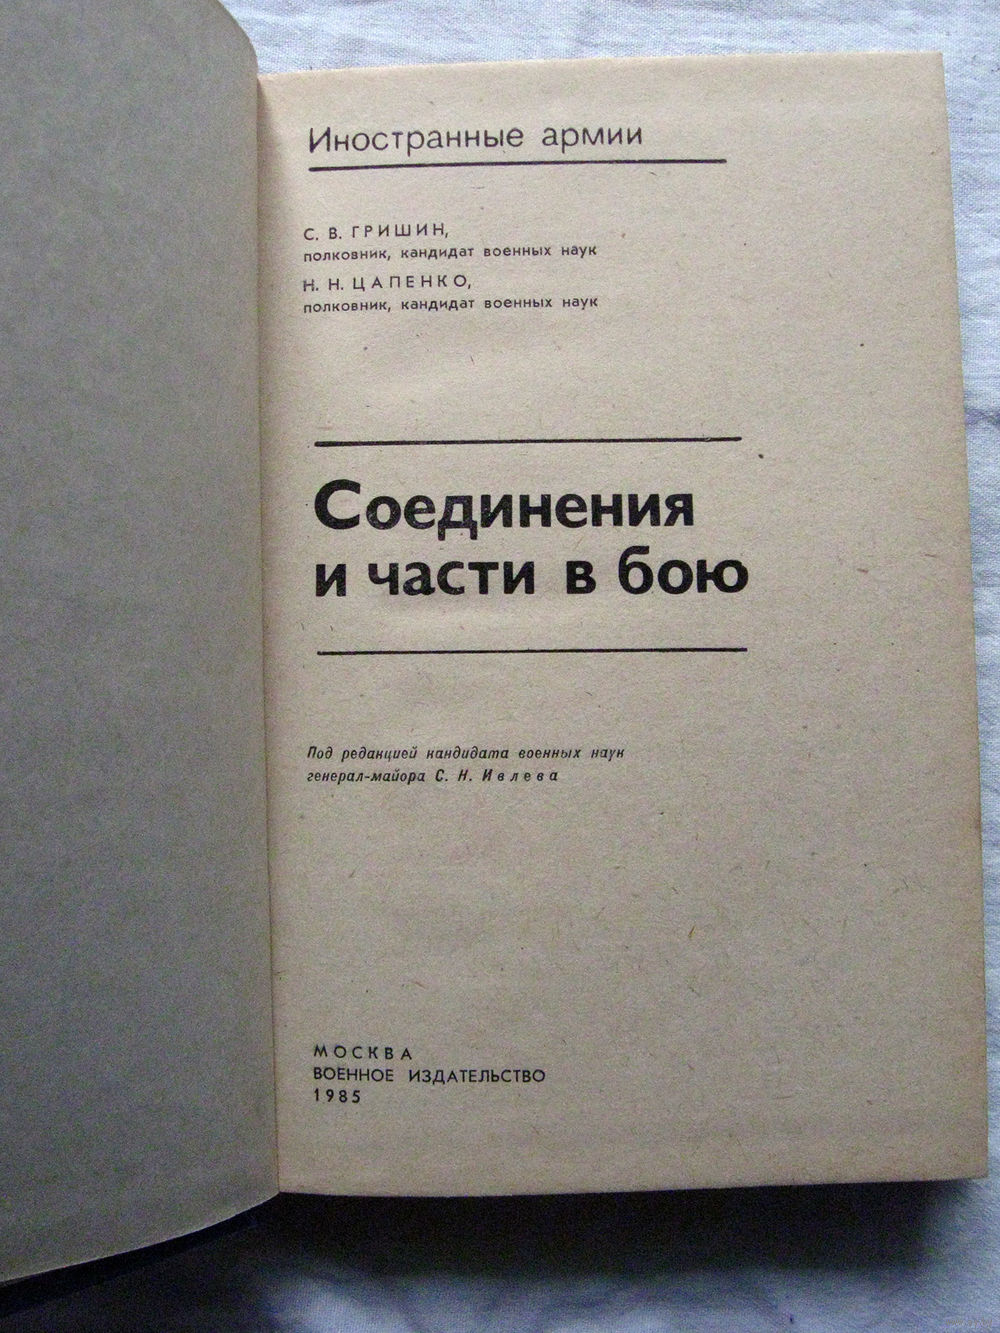 Иностранные армии
С. В. ГРИШИН,
полковник, кандидат военных наук
Н. Н. ЦАПЕНКО,
полковник, кандидат военных наук
Соединения
и части в бою
Под редакцией кандидата военных наук
генерал-майора С. Н. Ивлева
МОСКВА
ВОЕННОЕ ИЗДАТЕЛЬСТВО
1985